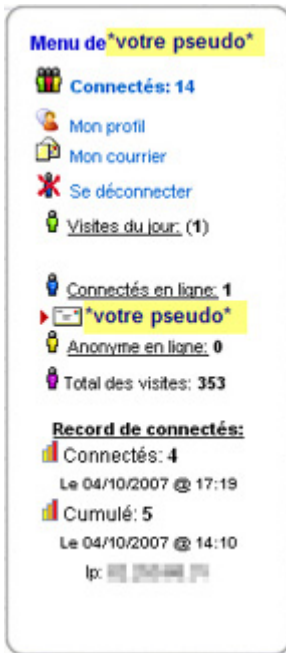 Menu de *votre pseudo*
Connectés: 14
Mon profil
Mon courrier
Se déconnecter
Visites du jour: (1)
Connectés en ligne: 1
*votre pseudo*
Anonyme en ligne: 0
Total des visites: 353
Record de connectés:
Connectés: 4
Le 04/10/2007 @ 17:19
Cumulé: 5
Le 04/10/2007 @ 14:10
Ip: